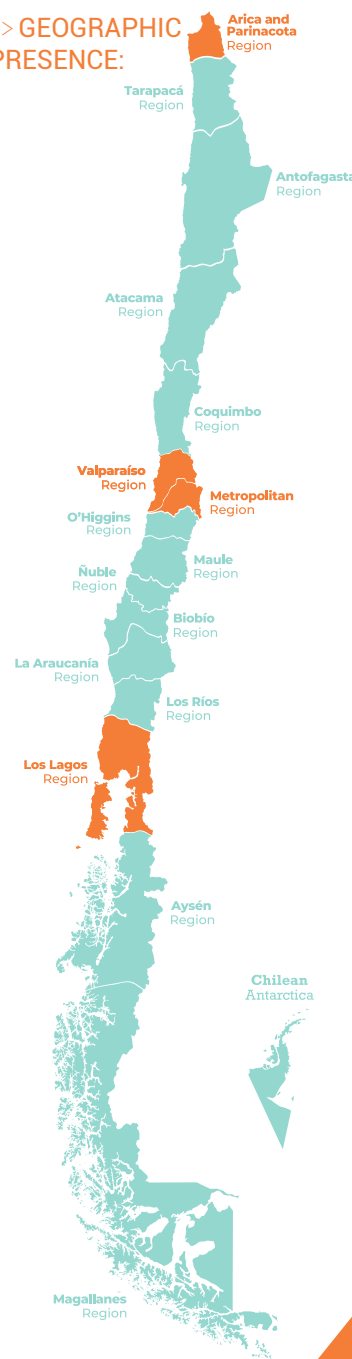 > GEOGRAPHIC
PRESENCE:
Arica and
Parinacota
Region
Tarapacá
Region
Antofagasta
Region
Atacama
Region
Coquimbo
Region
Valparaíso
Region
Metropolitan
Region
O'Higgins
Region
Maule
Region
Ñuble
Region
Biobío
Region
La Araucanía
Region
Los Ríos
Region
Los Lagos
Region
Aysén
Region
Chilean
Antarctica
Magallanes
Region